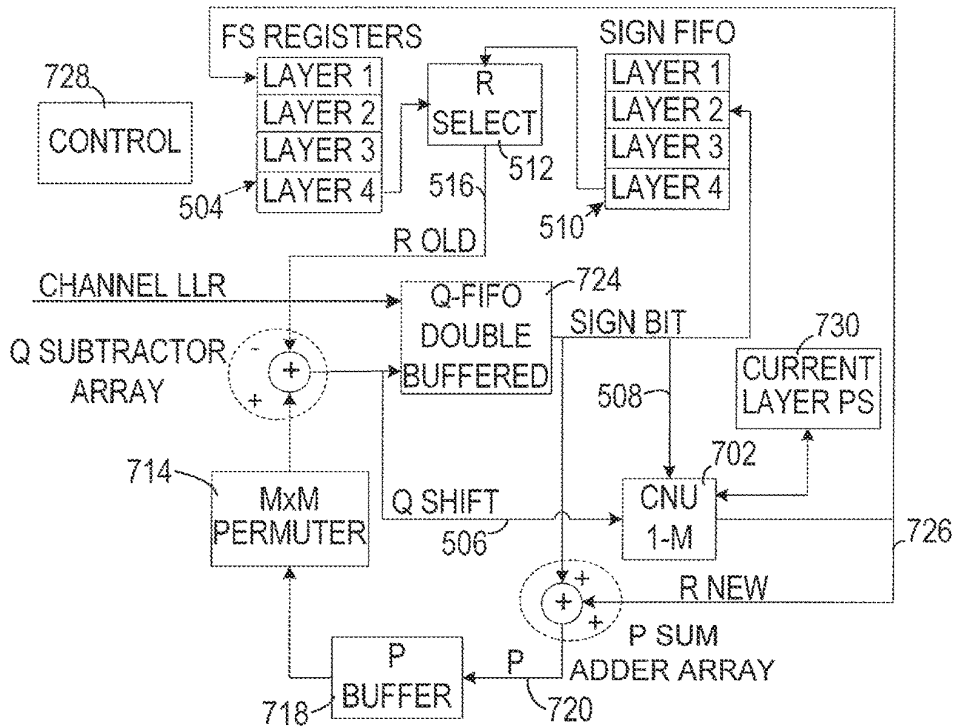 FS REGISTERS
LAYER 1
LAYER 2
LAYER 3
LAYER 4
504
728
CONTROL
R
SELECT
512
516
SIGN FIFO
LAYER 1
LAYER 2
LAYER 3
LAYER 4
510
R OLD
CHANNEL LLR
Q-FIFO
DOUBLE
BUFFERED
724
SIGN BIT
Q SUBTRACTOR
ARRAY
-
+
+
508
730
CURRENT
LAYER PS
714
MxM
PERMUTER
Q SHIFT
506
702
CNU
1-M
726
R NEW
+
+
+
P SUM
ADDER ARRAY
P
720
P
BUFFER
718